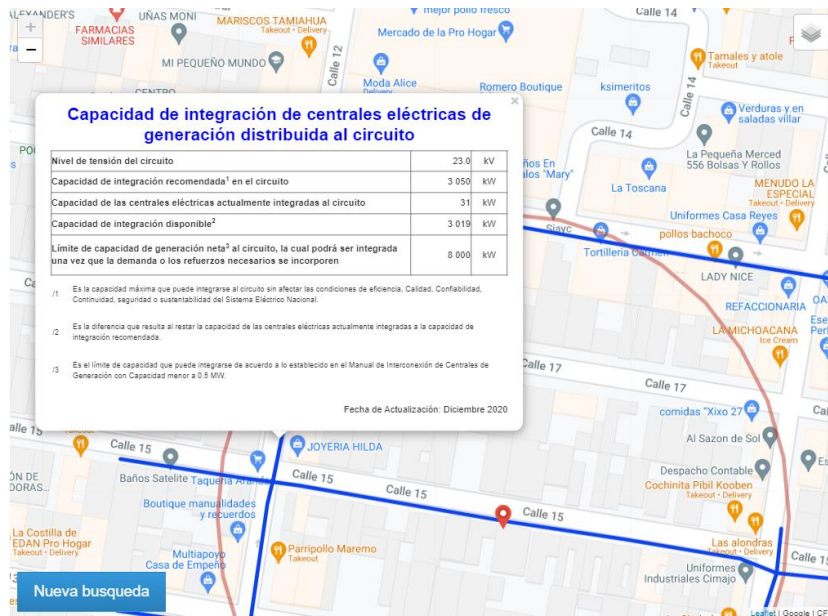 ALEXANDER'S
UÑAS MONI
MARISCOS TAMIAHUA
Takeout • Delivery
mejor pollo fresco
Calle 14
FARMACIAS
SIMILARES
Mercado de la Pro Hogar
MI PEQUEÑO MUNDO
Calle 12
Tamales y atole
Takeout
CENTRO
Moda Alice
Delivery
Romero Boutique
ksimeritos
Calle 14
Verduras y en
saladas villar
Calle 14
La Pequeña Merced
556 Bolsas Y Rollos
La Toscana
MENUDO LA
ESPECIAL
Takeout • Delivery
Uniformes Casa Reyes
pollos bachoco
Siayc
Tortilleria Carmen
LADY NICE
REFACCIONARIA
LA MICHOACANA
Ice Cream
+
−
×
Capacidad de integración de centrales eléctricas de
generación distribuida al circuito
Nivel de tensión del circuito 23.0 kV
Capacidad de integración recomendada¹ en el circuito 3 050 kW
Capacidad de las centrales eléctricas actualmente integradas al circuito 31 kW
Capacidad de integración disponible² 3 019 kW
Límite de capacidad de generación neta³ al circuito, la cual podrá ser integrada
una vez que la demanda o los refuerzos necesarios se incorporen 8 000 kW
/1 Es la capacidad máxima que puede integrarse al circuito sin afectar las condiciones de eficiencia, Calidad, Confiabilidad,
Continuidad, seguridad o sustentabilidad del Sistema Eléctrico Nacional.
/2 Es la diferencia que resulta al restar la capacidad de las centrales eléctricas actualmente integradas a la capacidad de
integración recomendada.
/3 Es el límite de capacidad que puede integrarse de acuerdo a lo establecido en el Manual de Interconexión de Centrales de
Generación con Capacidad menor a 0.5 MW.
Fecha de Actualización: Diciembre 2020
Calle 17
Calle 17
comidas "Xixo 27
Al Sazon de Sol
Despacho Contable
Cochinita Pibil Kooben
Takeout • Delivery
Calle 15
JOYERIA HILDA
Baños Satelite
Taqueria Aranda
Calle 15
Calle 15
Boutique manualidades
y recuerdos
La Costilla de
EDAN Pro Hogar
Takeout • Delivery
Multiapoyo
Casa de Empeño
Parripollo Maremo
Takeout
Las alondras
Takeout • Delivery
Uniformes
Industriales Cimajo
Nueva busqueda
Leaflet | Google | CF